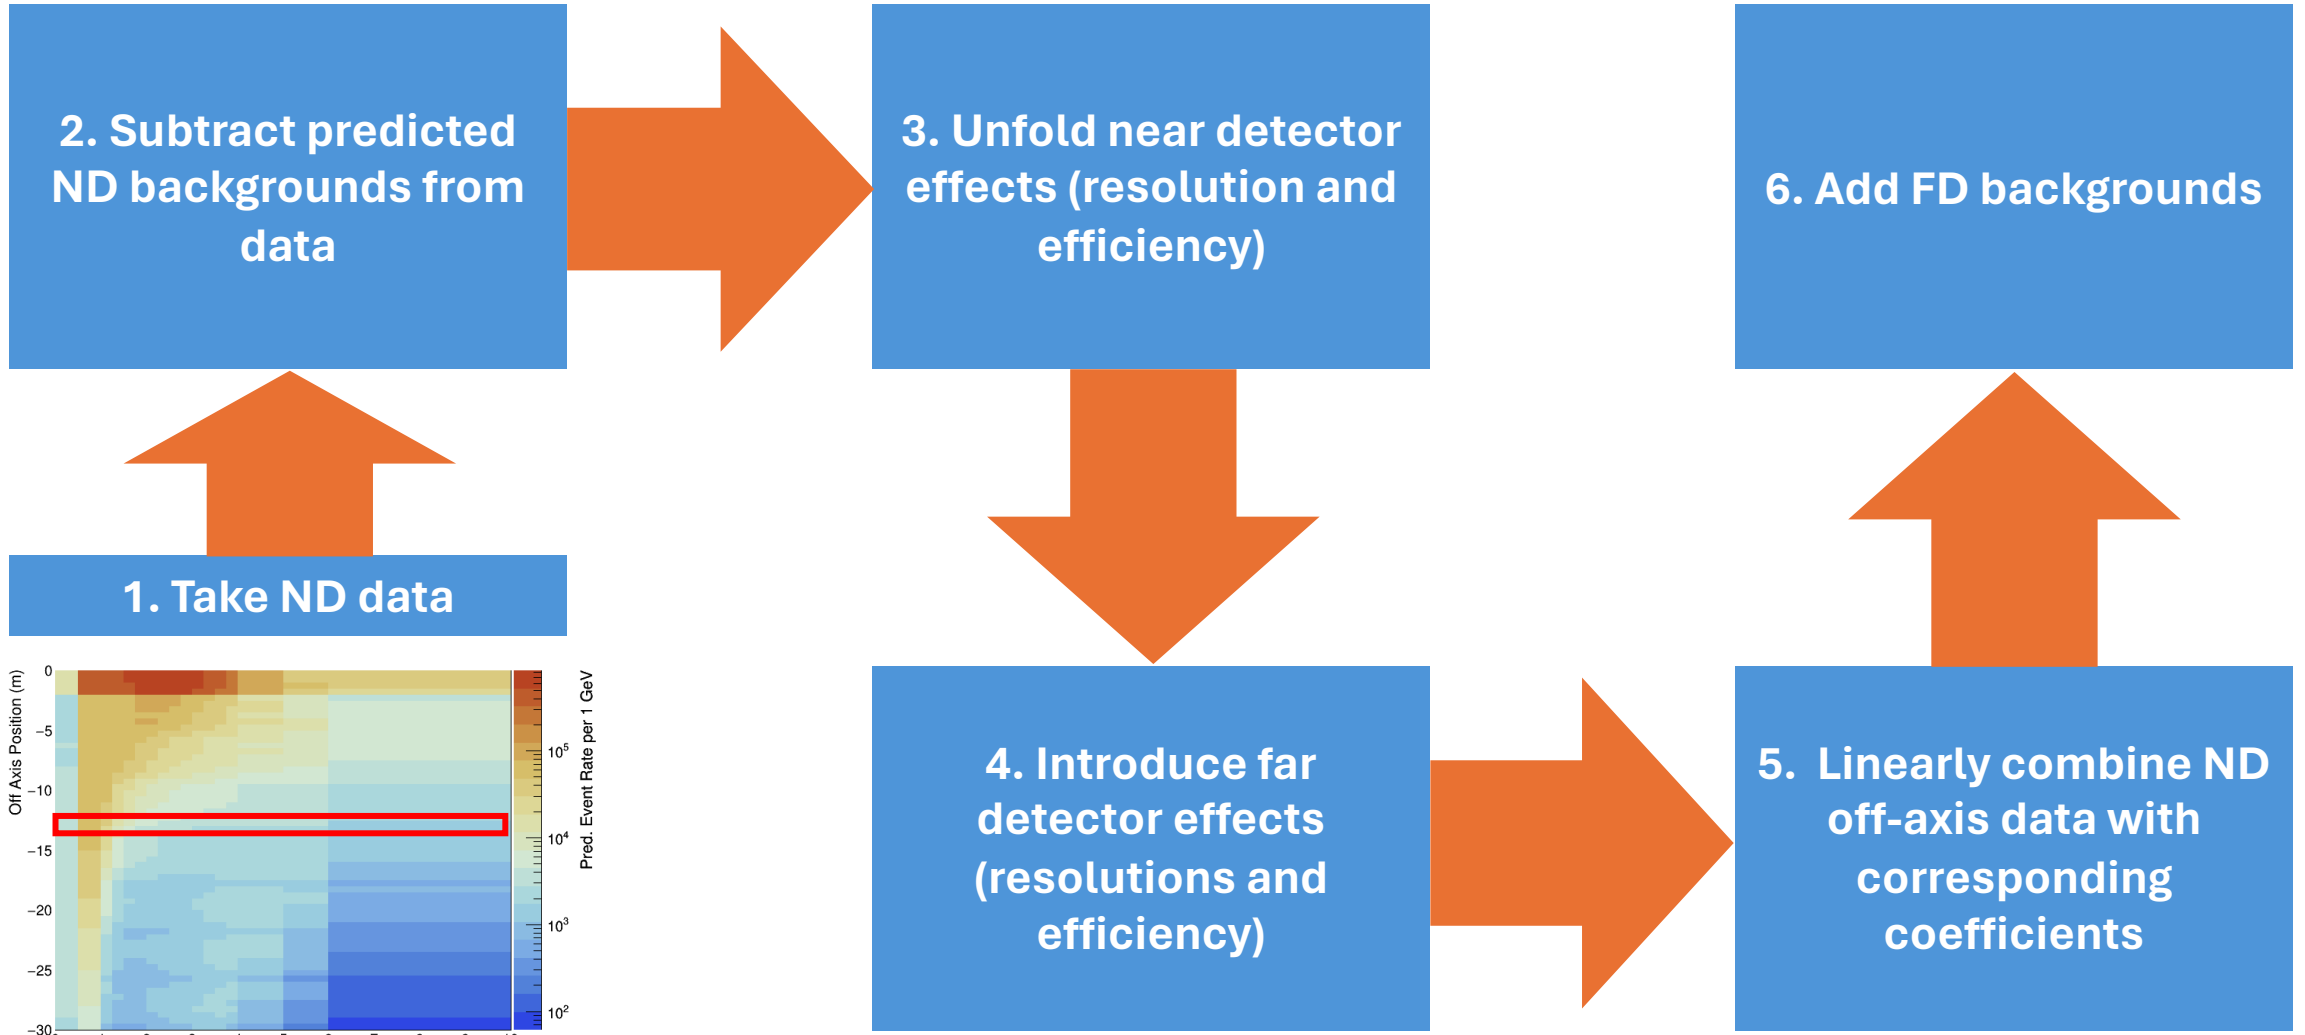 2. Subtract predicted
ND backgrounds from
data
3. Unfold near detector
effects (resolution and
efficiency)
6. Add FD backgrounds
1. Take ND data
4. Introduce far
detector effects
(resolutions and
efficiency)
5. Linearly combine ND
off-axis data with
corresponding
coefficients
Off Axis Position (m)
0
−5
−10
−15
−20
−25
−30
10⁵
10⁴
10³
10²
Pred. Event Rate per 1 GeV